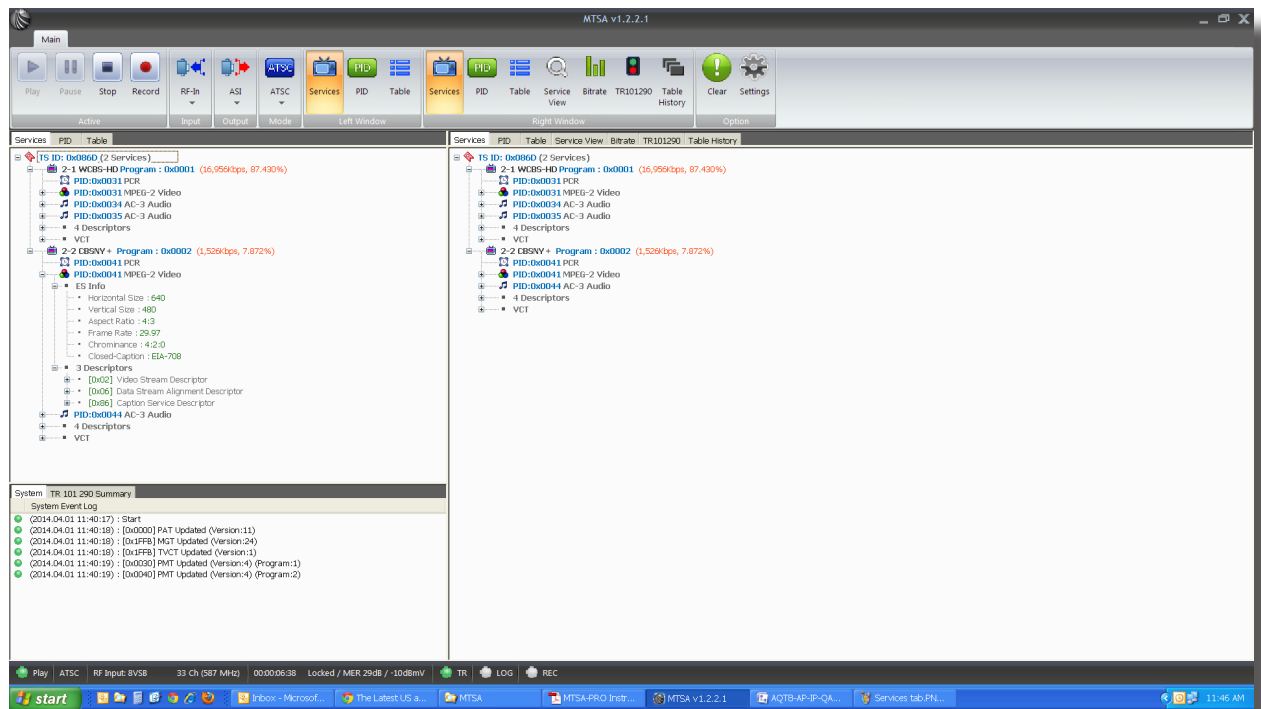 MTSA v1.2.2.1
Main
Play Pause Stop Record RF-In ASI ATSC Services PID Table Services PID Table Service View Bitrate TR101290 Table History Clear Settings
ATSC PID PID
Active Input Output Mode Left Window Right Window Option
Services PID Table
TS ID: 0x086D (2 Services)
2-1 WCBS-HD Program : 0x0001 (16,956Kbps, 87.430%)
PID:0x0031 PCR
PID:0x0031 MPEG-2 Video
PID:0x0034 AC-3 Audio
PID:0x0035 AC-3 Audio
4 Descriptors
VCT
2-2 CBSNY+ Program : 0x0002 (1,526Kbps, 7.872%)
PID:0x0041 PCR
PID:0x0041 MPEG-2 Video
ES Info
Horizontal Size : 640
Vertical Size : 480
Aspect Ratio : 4:3
Frame Rate : 29.97
Chrominance : 4:2:0
Closed-Caption : EIA-708
3 Descriptors
[0x02] Video Stream Descriptor
[0x06] Data Stream Alignment Descriptor
[0x86] Caption Service Descriptor
PID:0x0044 AC-3 Audio
4 Descriptors
VCT
Services PID Table Service View Bitrate TR101290 Table History
TS ID: 0x086D (2 Services)
2-1 WCBS-HD Program : 0x0001 (16,956Kbps, 87.430%)
PID:0x0031 PCR
PID:0x0031 MPEG-2 Video
PID:0x0034 AC-3 Audio
PID:0x0035 AC-3 Audio
4 Descriptors
VCT
2-2 CBSNY+ Program : 0x0002 (1,526Kbps, 7.872%)
PID:0x0041 PCR
PID:0x0041 MPEG-2 Video
PID:0x0044 AC-3 Audio
4 Descriptors
VCT
System TR 101 290 Summary
System Event Log
(2014.04.01 11:40:17) : Start
(2014.04.01 11:40:18) : [0x0000] PAT Updated (Version:11)
(2014.04.01 11:40:18) : [0x1FFB] MGT Updated (Version:24)
(2014.04.01 11:40:18) : [0x1FFB] TVCT Updated (Version:1)
(2014.04.01 11:40:19) : [0x0030] PMT Updated (Version:4) (Program:1)
(2014.04.01 11:40:19) : [0x0040] PMT Updated (Version:4) (Program:2)
Play ATSC RF Input: 8VSB 33 Ch (587 MHz) 00:00:06:38 Locked / MER 29dB / -10dBmV TR LOG REC
start Inbox - Microsof... The Latest US a... MTSA MTSA-PRO Instr... MTSA v1.2.2.1 AQT8-AP-IP-QA... Services tab.PN... 11:46 AM